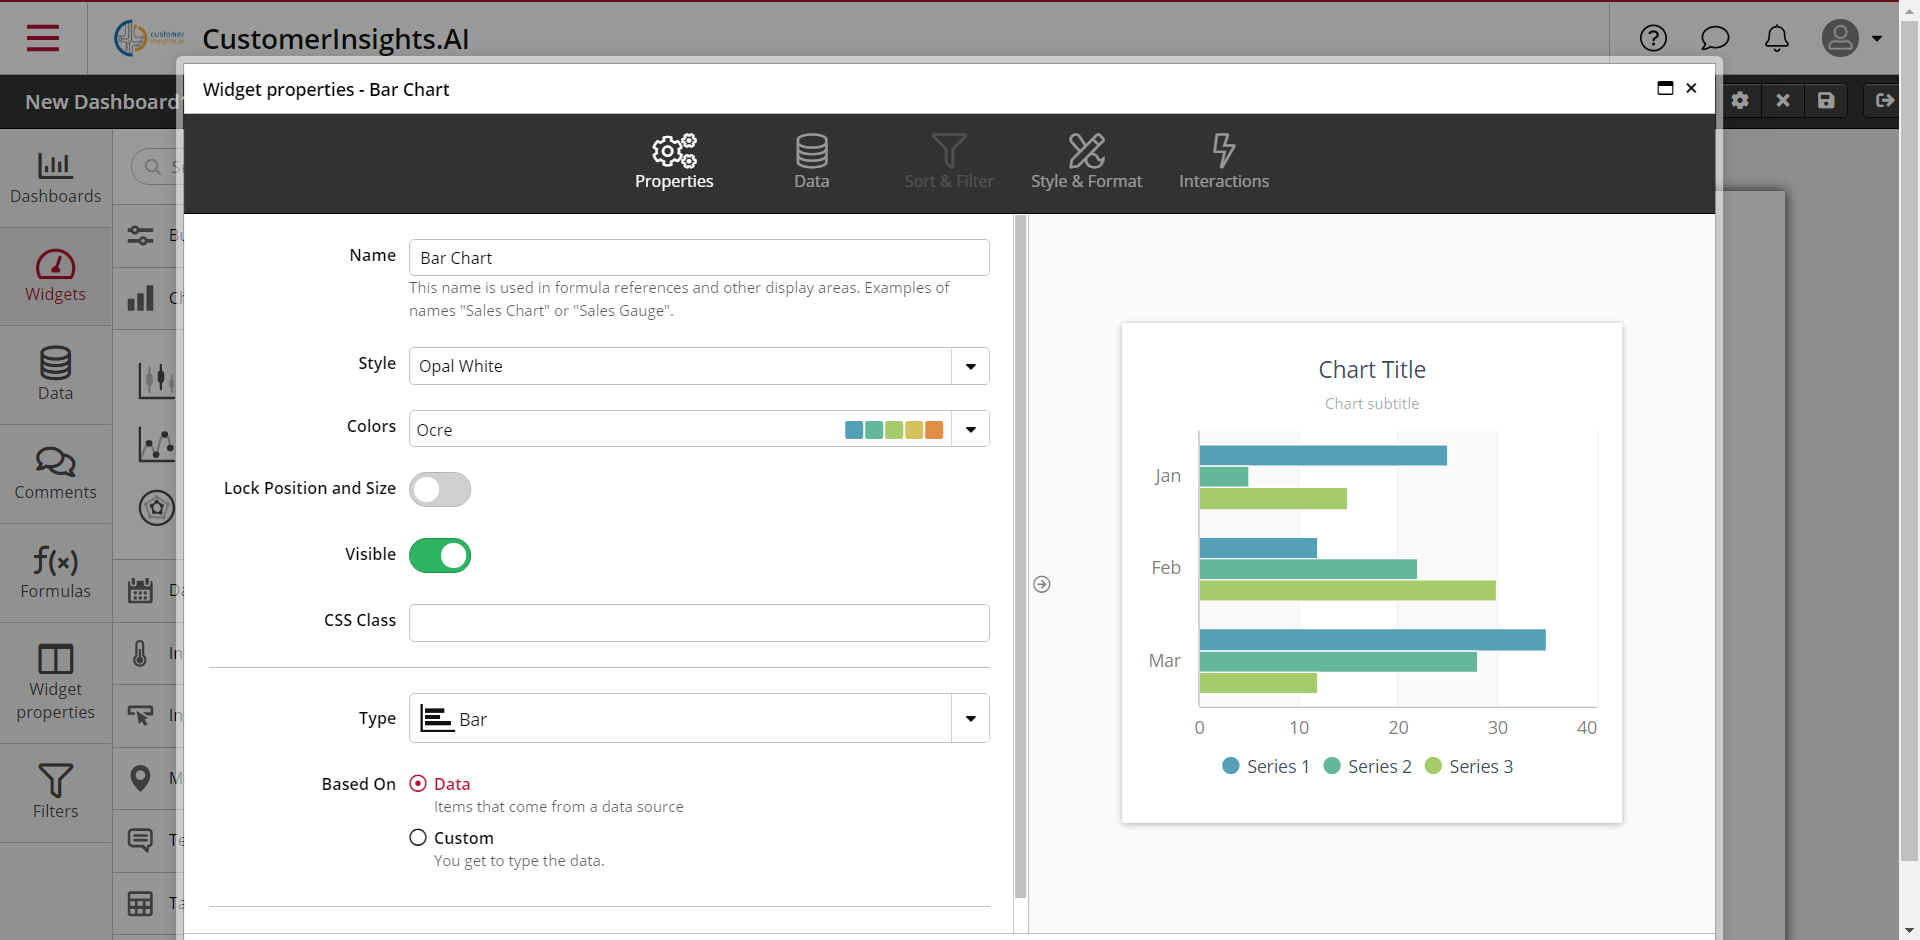 customer
insights.ai
CustomerInsights.AI
New Dashboard
Widget properties - Bar Chart
Properties
Data
Sort & Filter
Style & Format
Interactions
Dashboards
Widgets
Data
Comments
Formulas
Widget
properties
Filters
Name
Bar Chart
This name is used in formula references and other display areas. Examples of
names "Sales Chart" or "Sales Gauge".
Style
Opal White
Colors
Ocre
Lock Position and Size
Visible
CSS Class
Type
Bar
Based On
Data
Items that come from a data source
Custom
You get to type the data.
Chart Title
Chart subtitle
Jan
Feb
Mar
0 10 20 30 40
Series 1 Series 2 Series 3